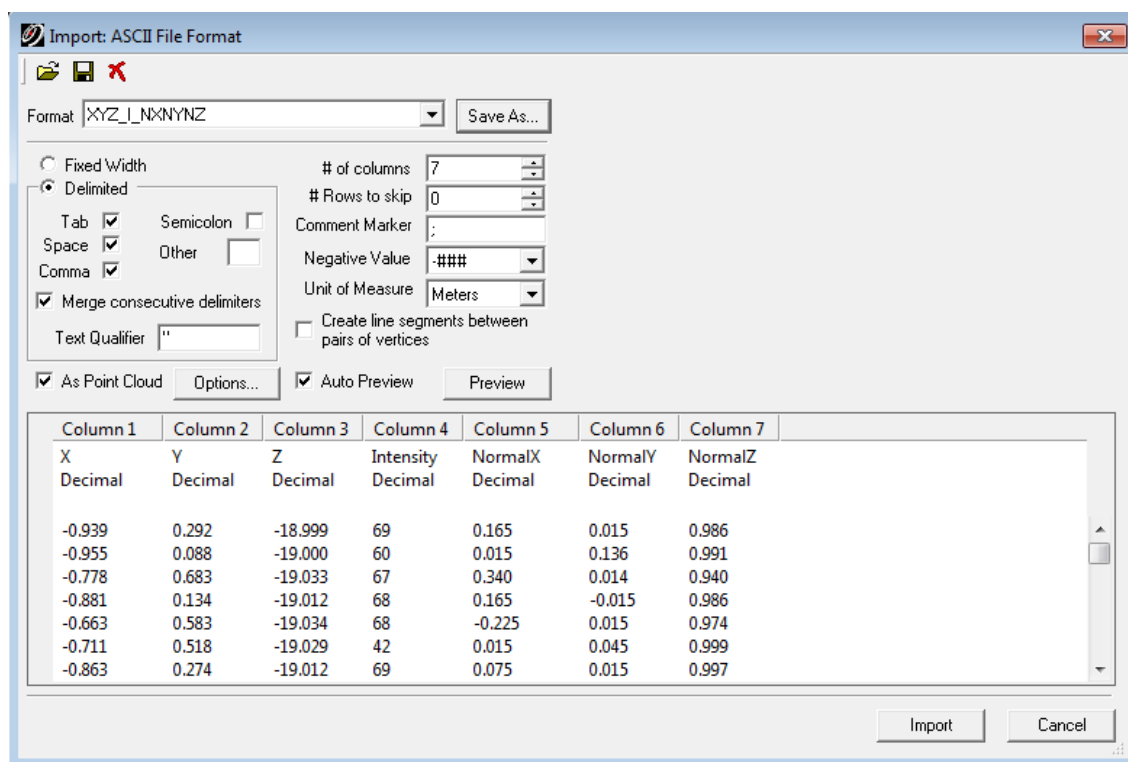 Import: ASCII File Format
Format XYZ_I_NXNYNZ Save As...
Fixed Width
Delimited
Tab Semicolon
Space Other
Comma
Merge consecutive delimiters
Text Qualifier "
# of columns 7
# Rows to skip 0
Comment Marker ;
Negative Value -###
Unit of Measure Meters
Create line segments between
pairs of vertices
As Point Cloud Options... Auto Preview Preview
Column 1 Column 2 Column 3 Column 4 Column 5 Column 6 Column 7
X Y Z Intensity NormalX NormalY NormalZ
Decimal Decimal Decimal Decimal Decimal Decimal Decimal
-0.939 0.292 -18.999 69 0.165 0.015 0.986
-0.955 0.088 -19.000 60 0.015 0.136 0.991
-0.778 0.683 -19.033 67 0.340 0.014 0.940
-0.881 0.134 -19.012 68 0.165 -0.015 0.986
-0.663 0.583 -19.034 68 -0.225 0.015 0.974
-0.711 0.518 -19.029 42 0.015 0.045 0.999
-0.863 0.274 -19.012 69 0.075 0.015 0.997
Import Cancel